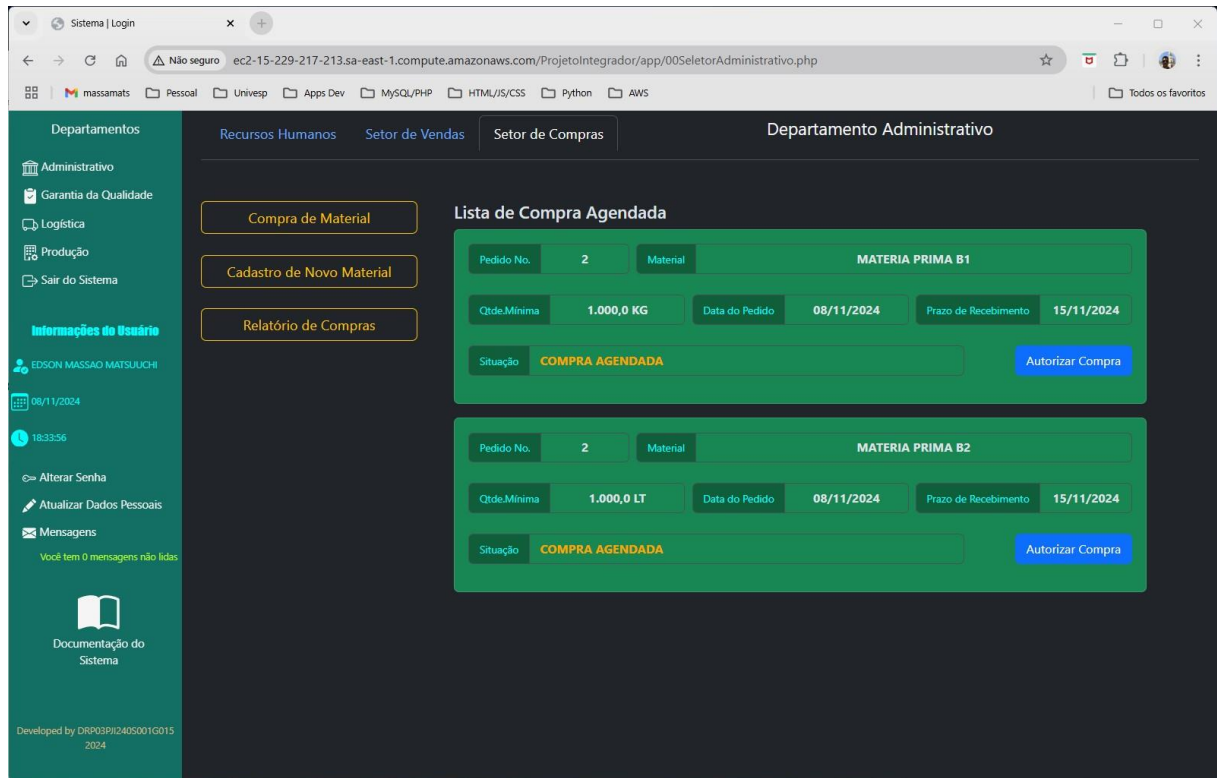 Sistema | Login
Não seguro ec2-15-229-217-213.sa-east-1.compute.amazonaws.com/ProjetoIntegrador/app/00SeletorAdministrativo.php
massamats Pessoal Univesp Apps Dev MySQL/PHP HTML/JS/CSS Python AWS Todos os favoritos
Departamentos
Administrativo
Garantia da Qualidade
Logística
Produção
Sair do Sistema
Informações do Usuário
EDSON MASSAO MATSUUCHI
08/11/2024
18:33:56
Alterar Senha
Atualizar Dados Pessoais
Mensagens
Você tem 0 mensagens não lidas
Documentação do
Sistema
Developed by DRP03PJI240S001G015
2024
Recursos Humanos Setor de Vendas Setor de Compras Departamento Administrativo
Compra de Material
Cadastro de Novo Material
Relatório de Compras
Lista de Compra Agendada
Pedido No. 2 Material MATERIA PRIMA B1
Qtde.Mínima 1.000,0 KG Data do Pedido 08/11/2024 Prazo de Recebimento 15/11/2024
Situação COMPRA AGENDADA Autorizar Compra
Pedido No. 2 Material MATERIA PRIMA B2
Qtde.Mínima 1.000,0 LT Data do Pedido 08/11/2024 Prazo de Recebimento 15/11/2024
Situação COMPRA AGENDADA Autorizar Compra